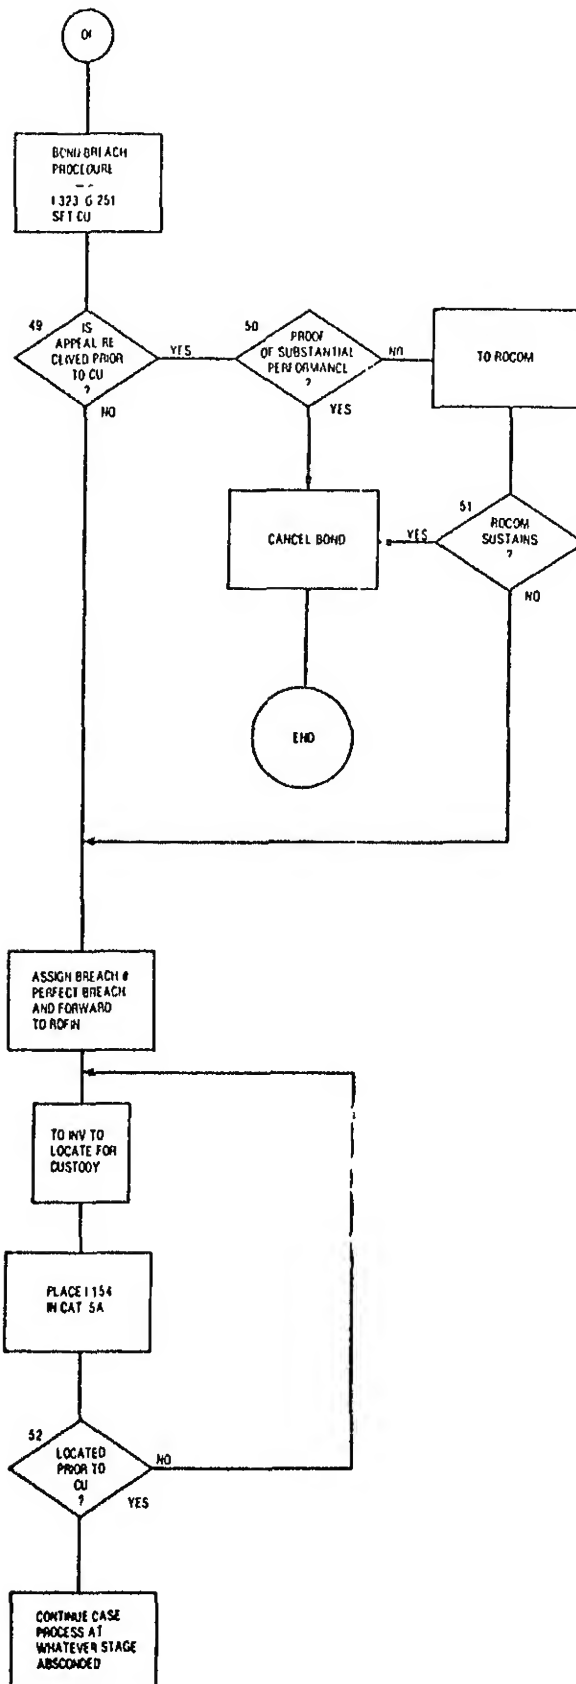 BOND BREACH
PROCEDURE
I 323 G 251
SET CU
49
IS
APPEAL RE
CEIVED PRIOR
TO CU
?
YES
NO
50
PROOF
OF SUBSTANTIAL
PERFORMANCE
?
NO
YES
TO ROCOM
CANCEL BOND
YES
51
ROCOM
SUSTAINS
?
NO
END
ASSIGN BREACH #
PERFECT BREACH
AND FORWARD
TO ROFIN
TO INV TO
LOCATE FOR
CUSTODY
PLACE I 154
IN CAT 5A
52
LOCATED
PRIOR TO
CU
?
NO
YES
CONTINUE CASE
PROCESS AT
WHATEVER STAGE
ABSCONDED